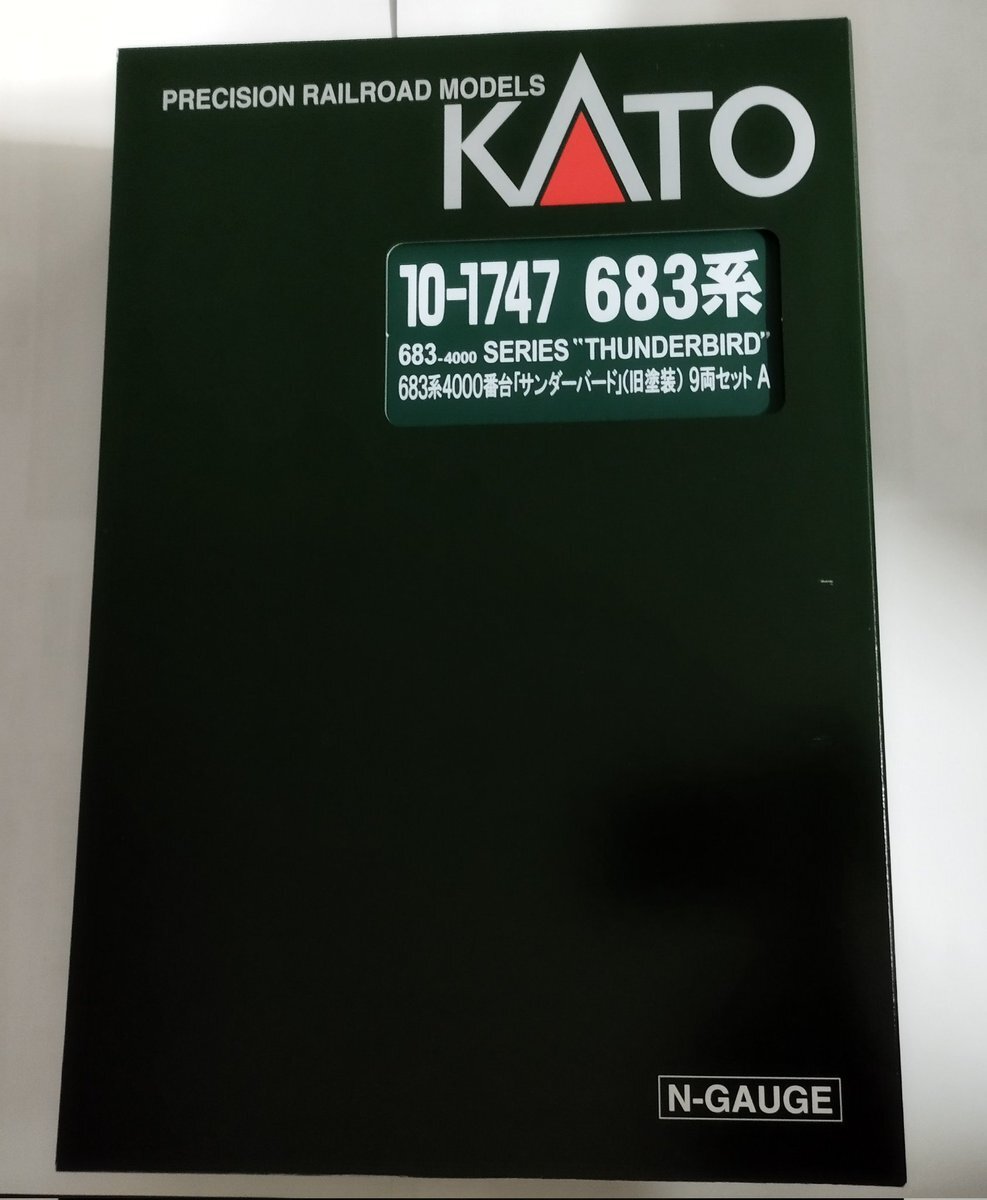 PRECISION RAILROAD MODELS
KATO
10-1747 683系
683-4000 SERIES "THUNDERBIRD"
683系4000番台「サンダーバード」(旧塗装) 9両セット A
N-GAUGE